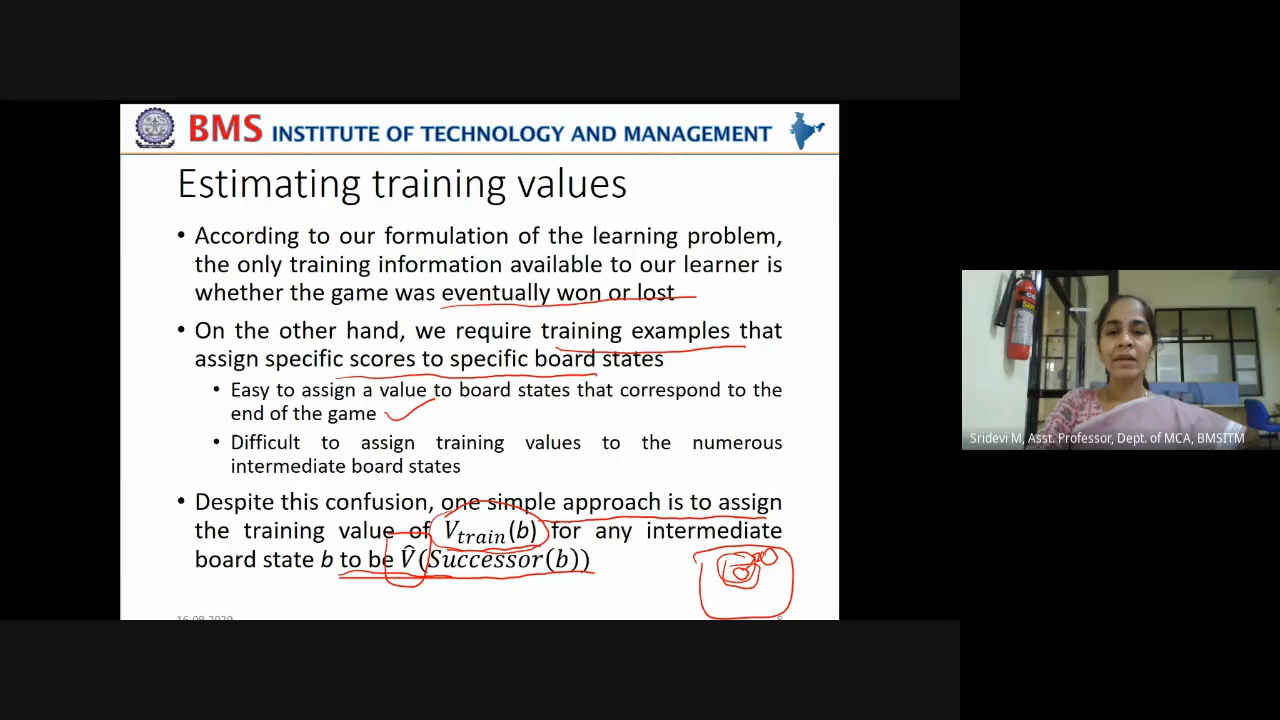 BMS INSTITUTE OF TECHNOLOGY AND MANAGEMENT
Estimating training values
• According to our formulation of the learning problem,
the only training information available to our learner is
whether the game was eventually won or lost
• On the other hand, we require training examples that
assign specific scores to specific board states
• Easy to assign a value to board states that correspond to the
end of the game
• Difficult to assign training values to the numerous
intermediate board states
• Despite this confusion, one simple approach is to assign
the training value of V_train(b) for any intermediate
board state b to be V̂(Successor(b))
Sridevi M, Asst. Professor, Dept. of MCA, BMSITM